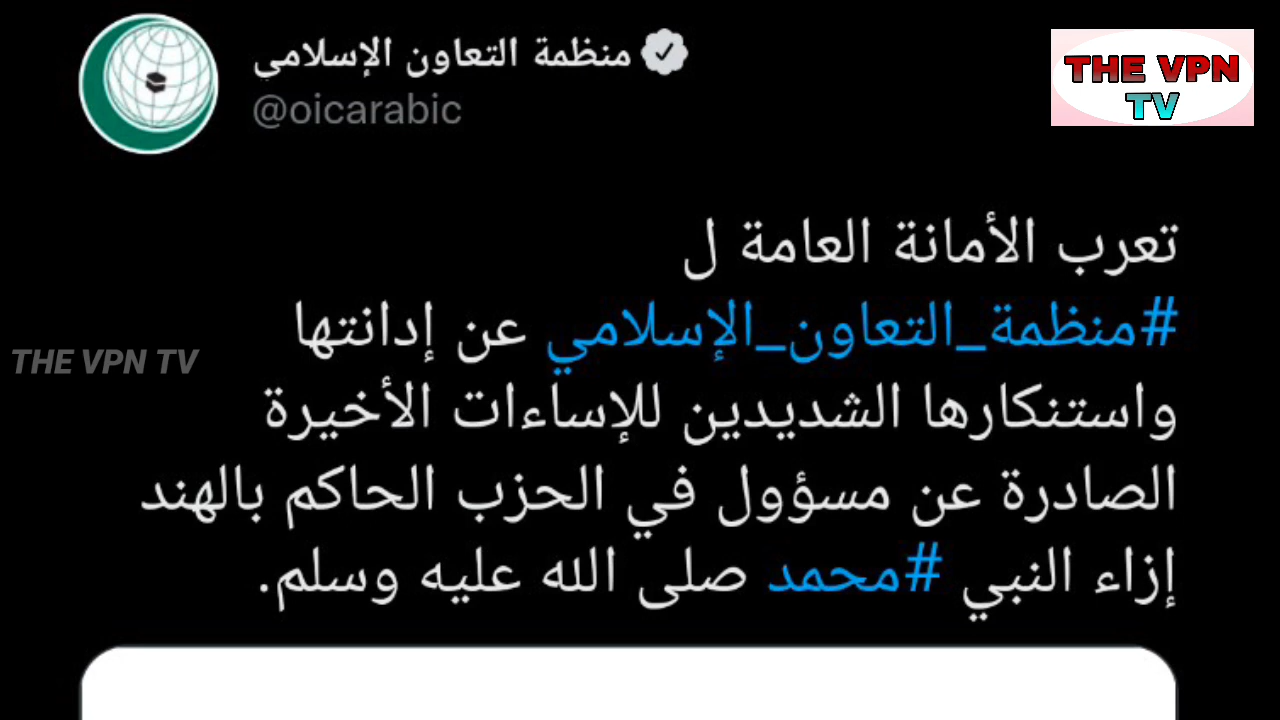 منظمة التعاون الإسلامي
@oicarabic
THE VPN
TV
تعرب الأمانة العامة ل
#منظمة_التعاون_الإسلامي عن إدانتها
THE VPN TV
واستنكارها الشديدين للإساءات الأخيرة
الصادرة عن مسؤول في الحزب الحاكم بالهند
إزاء النبي #محمد صلى الله عليه وسلم.